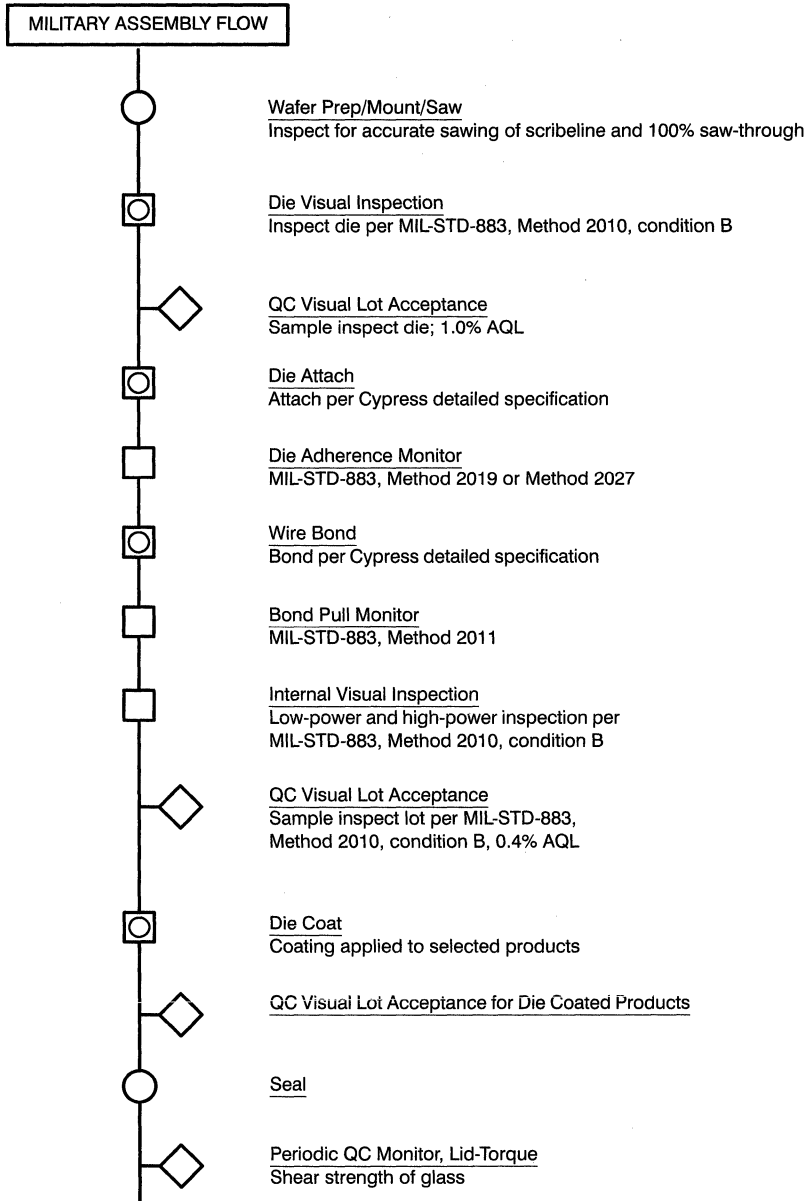 MILITARY ASSEMBLY FLOW
Wafer Prep/Mount/Saw
Inspect for accurate sawing of scribeline and 100% saw-through
Die Visual Inspection
Inspect die per MIL-STD-883, Method 2010, condition B
QC Visual Lot Acceptance
Sample inspect die; 1.0% AQL
Die Attach
Attach per Cypress detailed specification
Die Adherence Monitor
MIL-STD-883, Method 2019 or Method 2027
Wire Bond
Bond per Cypress detailed specification
Bond Pull Monitor
MIL-STD-883, Method 2011
Internal Visual Inspection
Low-power and high-power inspection per
MIL-STD-883, Method 2010, condition B
QC Visual Lot Acceptance
Sample inspect lot per MIL-STD-883,
Method 2010, condition B, 0.4% AQL
Die Coat
Coating applied to selected products
QC Visual Lot Acceptance for Die Coated Products
Seal
Periodic QC Monitor, Lid-Torque
Shear strength of glass